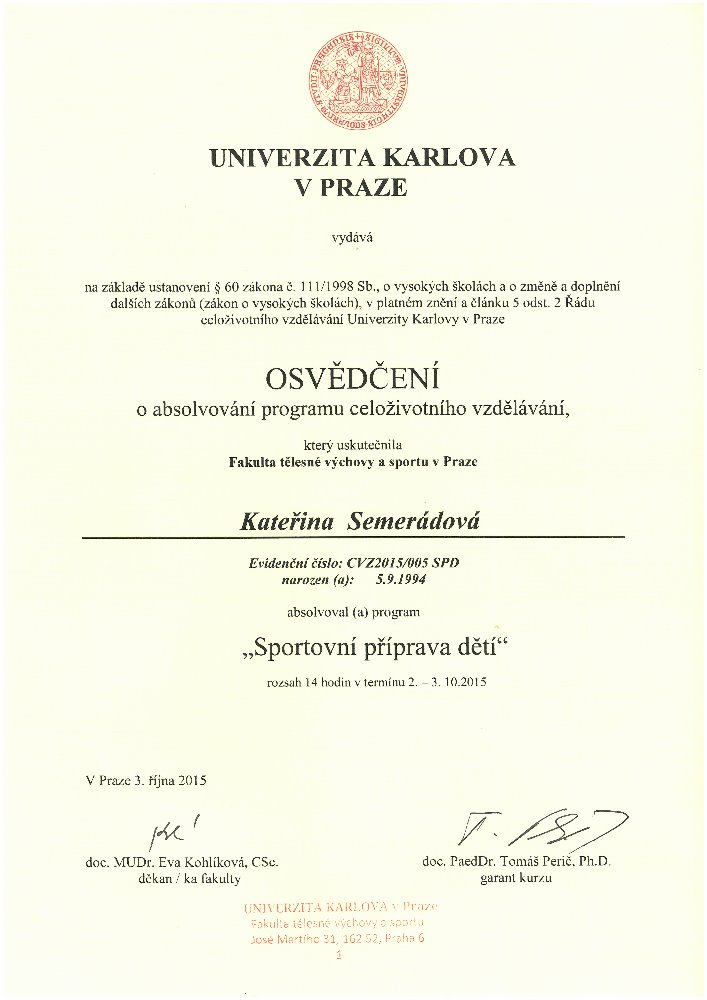 UNIVERZITA KARLOVA
V PRAZE
vydává
na základě ustanovení § 60 zákona č. 111/1998 Sb., o vysokých školách a o změně a doplnění
dalších zákonů (zákon o vysokých školách), v platném znění a článku 5 odst. 2 Řádu
celoživotního vzdělávání Univerzity Karlovy v Praze
OSVĚDČENÍ
o absolvování programu celoživotního vzdělávání,
který uskutečnila
Fakulta tělesné výchovy a sportu v Praze
Kateřina Semerádová
Evidenční číslo: CVZ2015/005 SPD
narozen (a): 5.9.1994
absolvoval (a) program
„Sportovní příprava dětí“
rozsah 14 hodin v termínu 2. – 3. 10.2015
V Praze 3. října 2015
doc. MUDr. Eva Kohlíková, CSc.
děkan / ka fakulty
doc. PaedDr. Tomáš Perič, Ph.D.
garant kurzu
UNIVERZITA KARLOVA v Praze
Fakulta tělesné výchovy a sportu
José Martího 31, 162 52, Praha 6
1